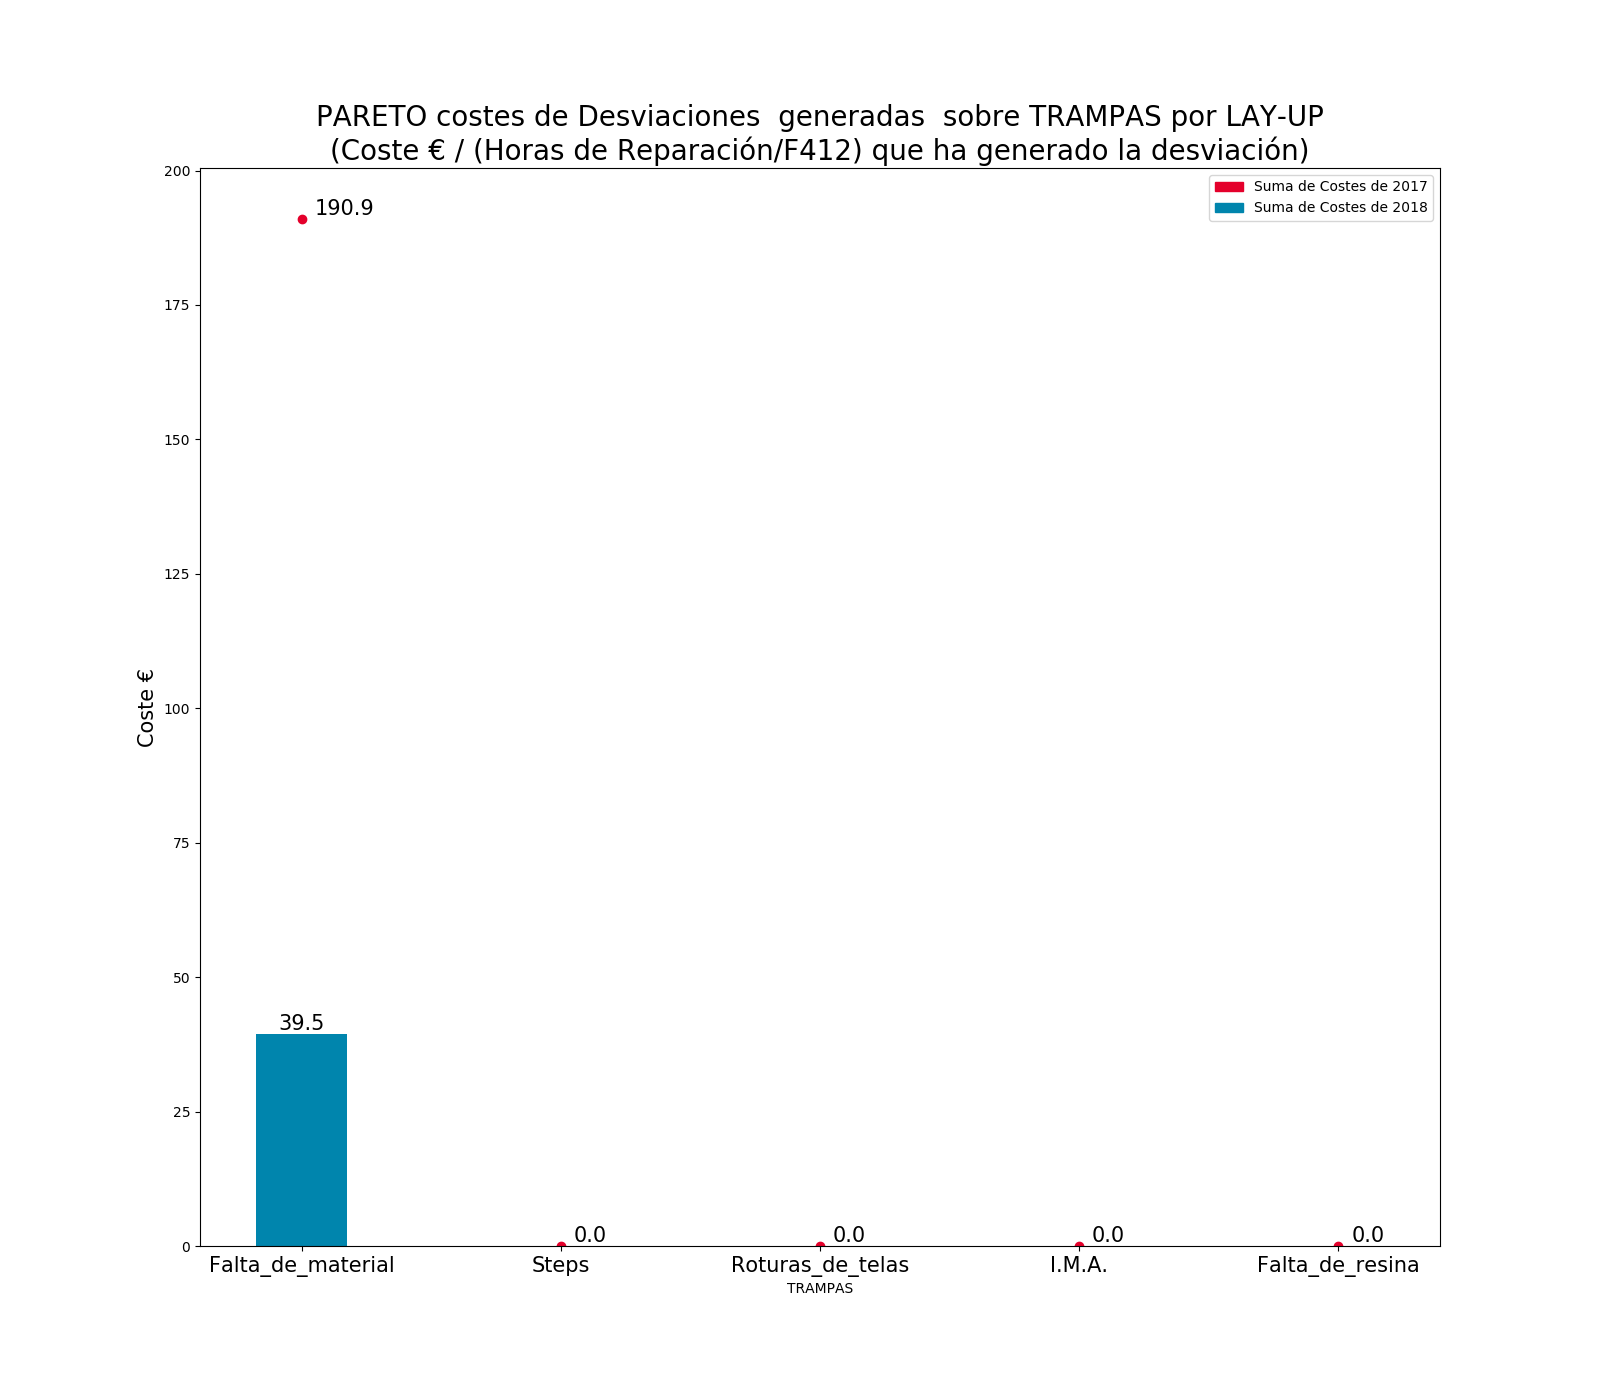 PARETO costes de Desviaciones  generadas  sobre TRAMPAS por LAY-UP
(Coste € / (Horas de Reparación/F412) que ha generado la desviación)
Suma de Costes de 2017
Suma de Costes de 2018
200
190.9
175
150
125
100
Coste €
75
50
39.5
25
0
0.0
0.0
0.0
0.0
Falta_de_material
Steps
Roturas_de_telas
I.M.A.
Falta_de_resina
TRAMPAS